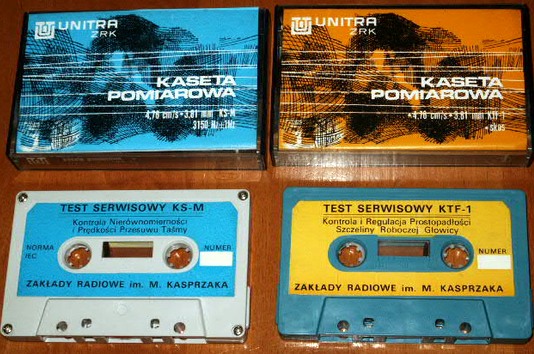 UNITRA
ZRK
KASETA
POMIAROWA
4,76 cm/s • 3,81 mm KS-M
3150 Hz ± 1Hz
UNITRA
ZRK
KASETA
POMIAROWA
• 4,76 cm/s • 3,81 mm KTF-1
TEST SERWISOWY KS-M
Kontrola Nierównomierności
i Prędkości Przesuwu Taśmy
NORMA
IEC
NUMER
ZAKŁADY RADIOWE im. M. KASPRZAKA
TEST SERWISOWY KTF-1
Kontrola i Regulacja Prostopadłości
Szczeliny Roboczej Głowicy
NUMER
ZAKŁADY RADIOWE im. M. KASPRZAKA